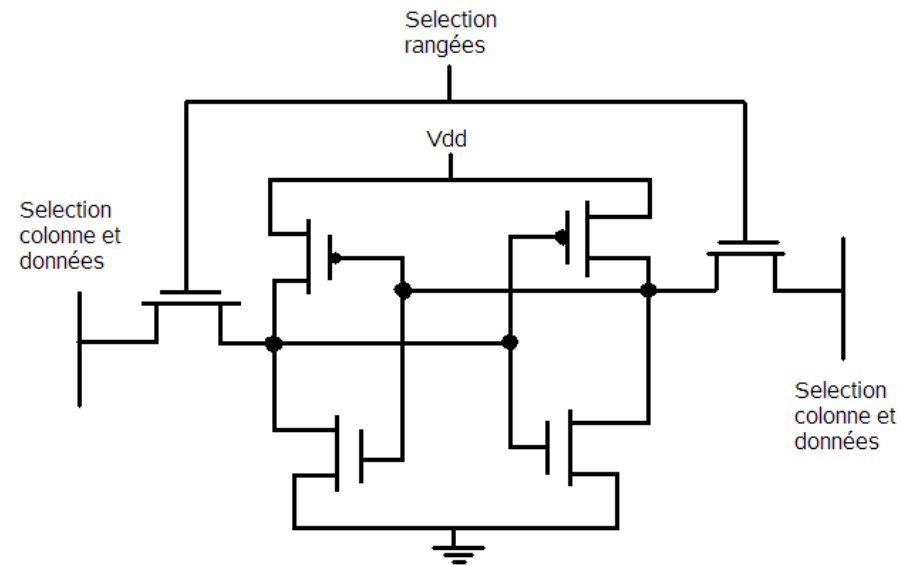 Selection
rangées
Vdd
Selection
colonne et
données
Selection
colonne et
données